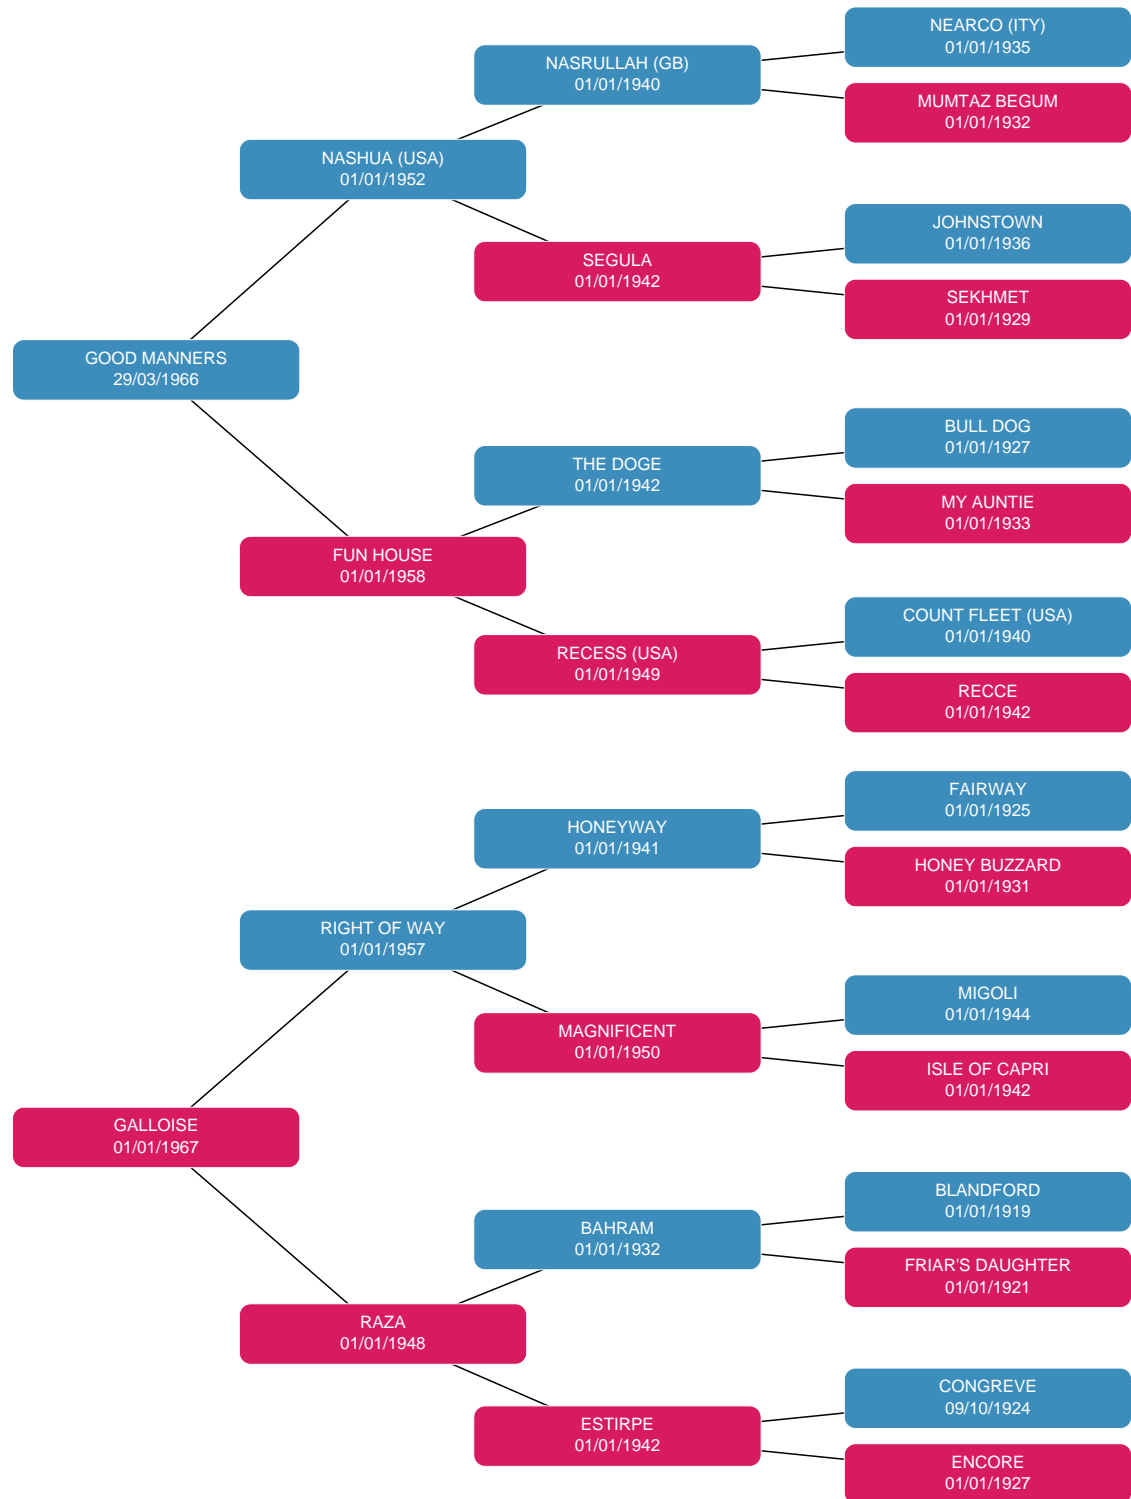 NEARCO (ITY)
01/01/1935
NASRULLAH (GB)
01/01/1940
MUMTAZ BEGUM
01/01/1932
NASHUA (USA)
01/01/1952
JOHNSTOWN
01/01/1936
SEGULA
01/01/1942
SEKHMET
01/01/1929
GOOD MANNERS
29/03/1966
BULL DOG
01/01/1927
THE DOGE
01/01/1942
MY AUNTIE
01/01/1933
FUN HOUSE
01/01/1958
COUNT FLEET (USA)
01/01/1940
RECESS (USA)
01/01/1949
RECCE
01/01/1942
FAIRWAY
01/01/1925
HONEYWAY
01/01/1941
HONEY BUZZARD
01/01/1931
RIGHT OF WAY
01/01/1957
MIGOLI
01/01/1944
MAGNIFICENT
01/01/1950
ISLE OF CAPRI
01/01/1942
GALLOISE
01/01/1967
BLANDFORD
01/01/1919
BAHRAM
01/01/1932
FRIAR'S DAUGHTER
01/01/1921
RAZA
01/01/1948
CONGREVE
09/10/1924
ESTIRPE
01/01/1942
ENCORE
01/01/1927